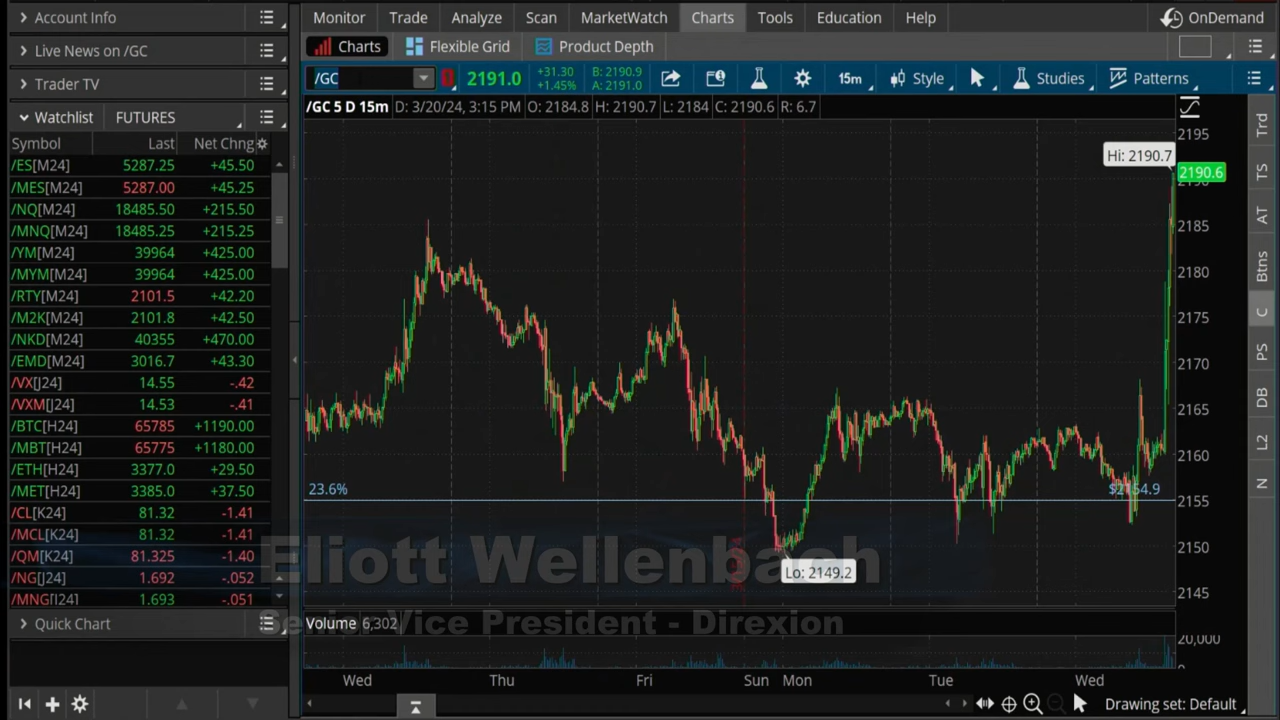 Account Info
Live News on /GC
Trader TV
Watchlist FUTURES
Symbol Last Net Chng
/ES[M24] 5287.25 +45.50
/MES[M24] 5287.00 +45.25
/NQ[M24] 18485.50 +215.50
/MNQ[M24] 18485.25 +215.25
/YM[M24] 39964 +425.00
/MYM[M24] 39964 +425.00
/RTY[M24] 2101.5 +42.20
/M2K[M24] 2101.8 +42.50
/NKD[M24] 40355 +470.00
/EMD[M24] 3016.7 +43.30
/VX[J24] 14.55 -.42
/VXM[J24] 14.53 -.41
/BTC[H24] 65785 +1190.00
/MBT[H24] 65775 +1180.00
/ETH[H24] 3377.0 +29.50
/MET[H24] 3385.0 +37.50
/CL[K24] 81.32 -1.41
/MCL[K24] 81.32 -1.41
/QM[K24] 81.325 -1.40
/NG[J24] 1.692 -.052
/MNG[J24] 1.693 -.051
Quick Chart
Monitor Trade Analyze Scan MarketWatch Charts Tools Education Help OnDemand
Charts Flexible Grid Product Depth
/GC 2191.0 +31.30 +1.45% B: 2190.9 A: 2191.0 15m Style Studies Patterns
/GC 5 D 15m D: 3/20/24, 3:15 PM O: 2184.8 H: 2190.7 L: 2184 C: 2190.6 R: 6.7
2195
Hi: 2190.7
2190.6
2190
2185
2180
2175
2170
2165
2160
23.6% $2154.9
2155
2150
Lo: 2149.2
2145
Eliott Wellenbach
Senior Vice President - Direxion
Volume 6,302
20,000
0
Wed Thu Fri Sun Mon Tue Wed
Drawing set: Default
Trd
TS
AT
Btns
C
PS
DB
L2
N